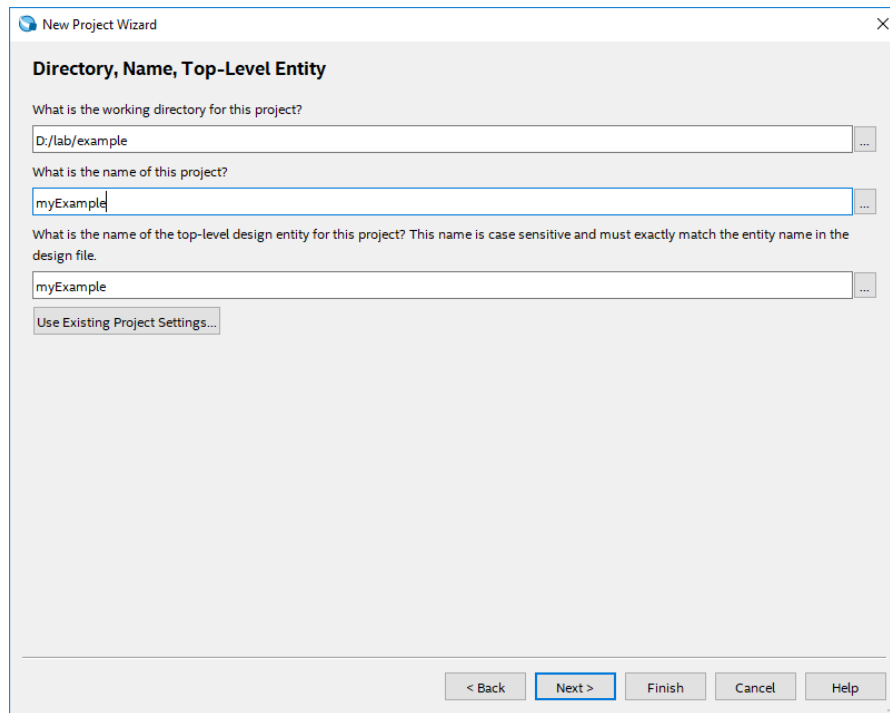 New Project Wizard
Directory, Name, Top-Level Entity
What is the working directory for this project?
D:/lab/example
...
What is the name of this project?
myExample
...
What is the name of the top-level design entity for this project? This name is case sensitive and must exactly match the entity name in the
design file.
myExample
...
Use Existing Project Settings...
< Back
Next >
Finish
Cancel
Help